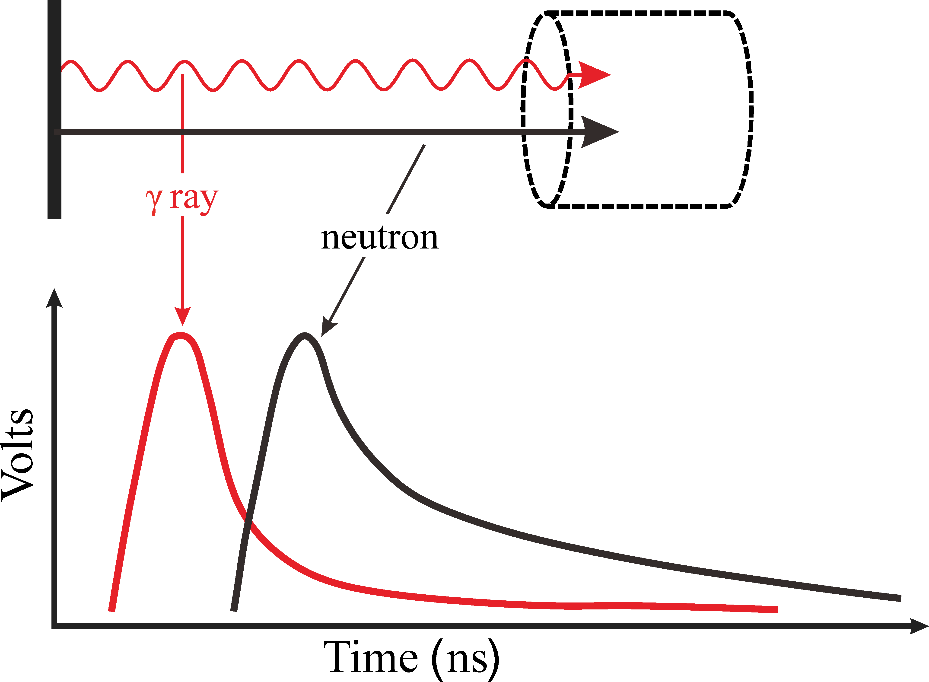 γ ray
neutron
Volts
Time (ns)